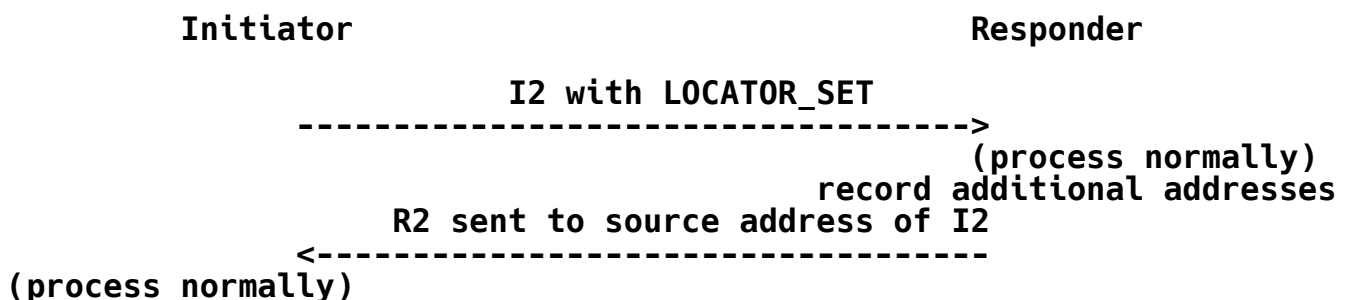 Initiator Responder
I2 with LOCATOR_SET
----------------------------------->
(process normally)
record additional addresses
R2 sent to source address of I2
<-----------------------------------
(process normally)